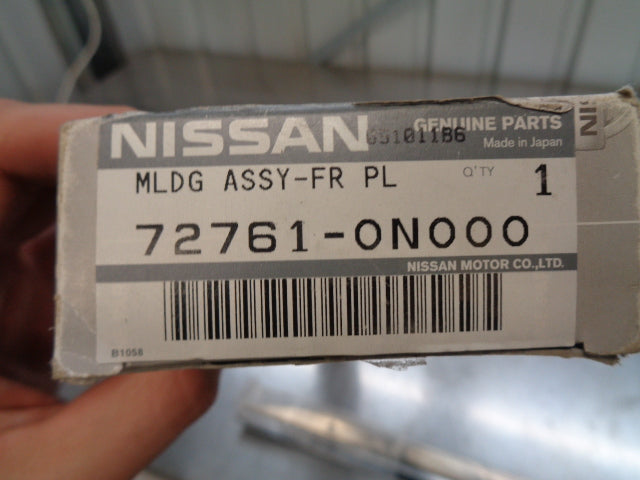 NISSAN
GENUINE PARTS
Made in Japan
MLDG ASSY-FR PL
Q'TY 1
72761-0N000
NISSAN MOTOR CO.,LTD.
B1058
NI